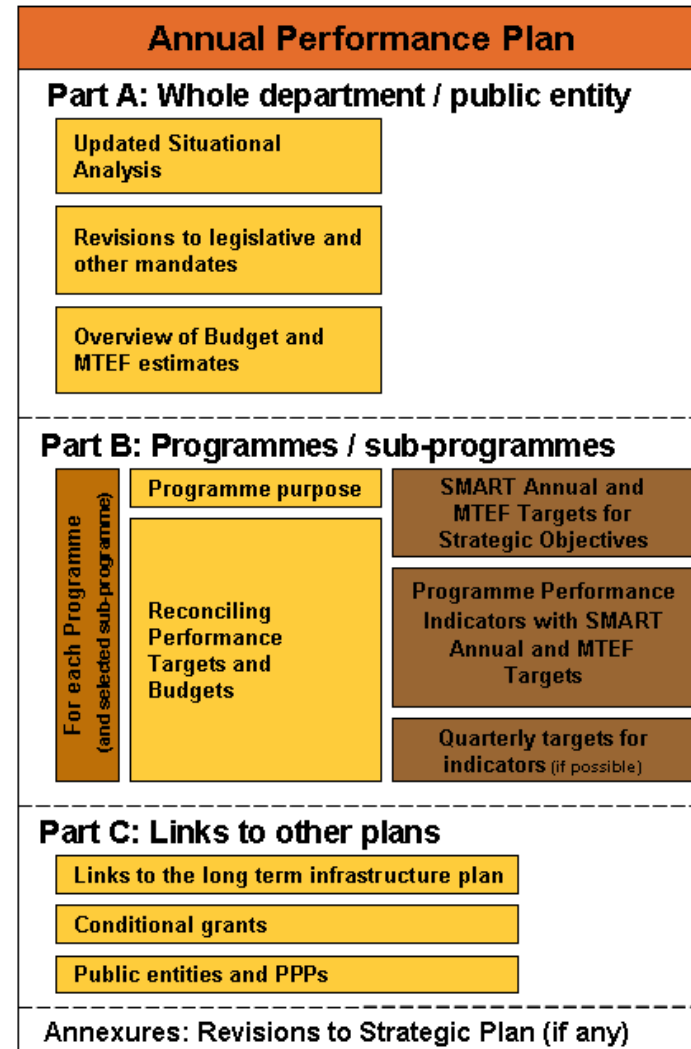 Annual Performance Plan
Part A: Whole department / public entity
Updated Situational
Analysis
Revisions to legislative and
other mandates
Overview of Budget and
MTEF estimates
Part B: Programmes / sub-programmes
For each Programme
(and selected sub-programme)
Programme purpose
Reconciling
Performance
Targets and
Budgets
SMART Annual and
MTEF Targets for
Strategic Objectives
Programme Performance
Indicators with SMART
Annual and MTEF
Targets
Quarterly targets for
indicators (if possible)
Part C: Links to other plans
Links to the long term infrastructure plan
Conditional grants
Public entities and PPPs
Annexures: Revisions to Strategic Plan (if any)